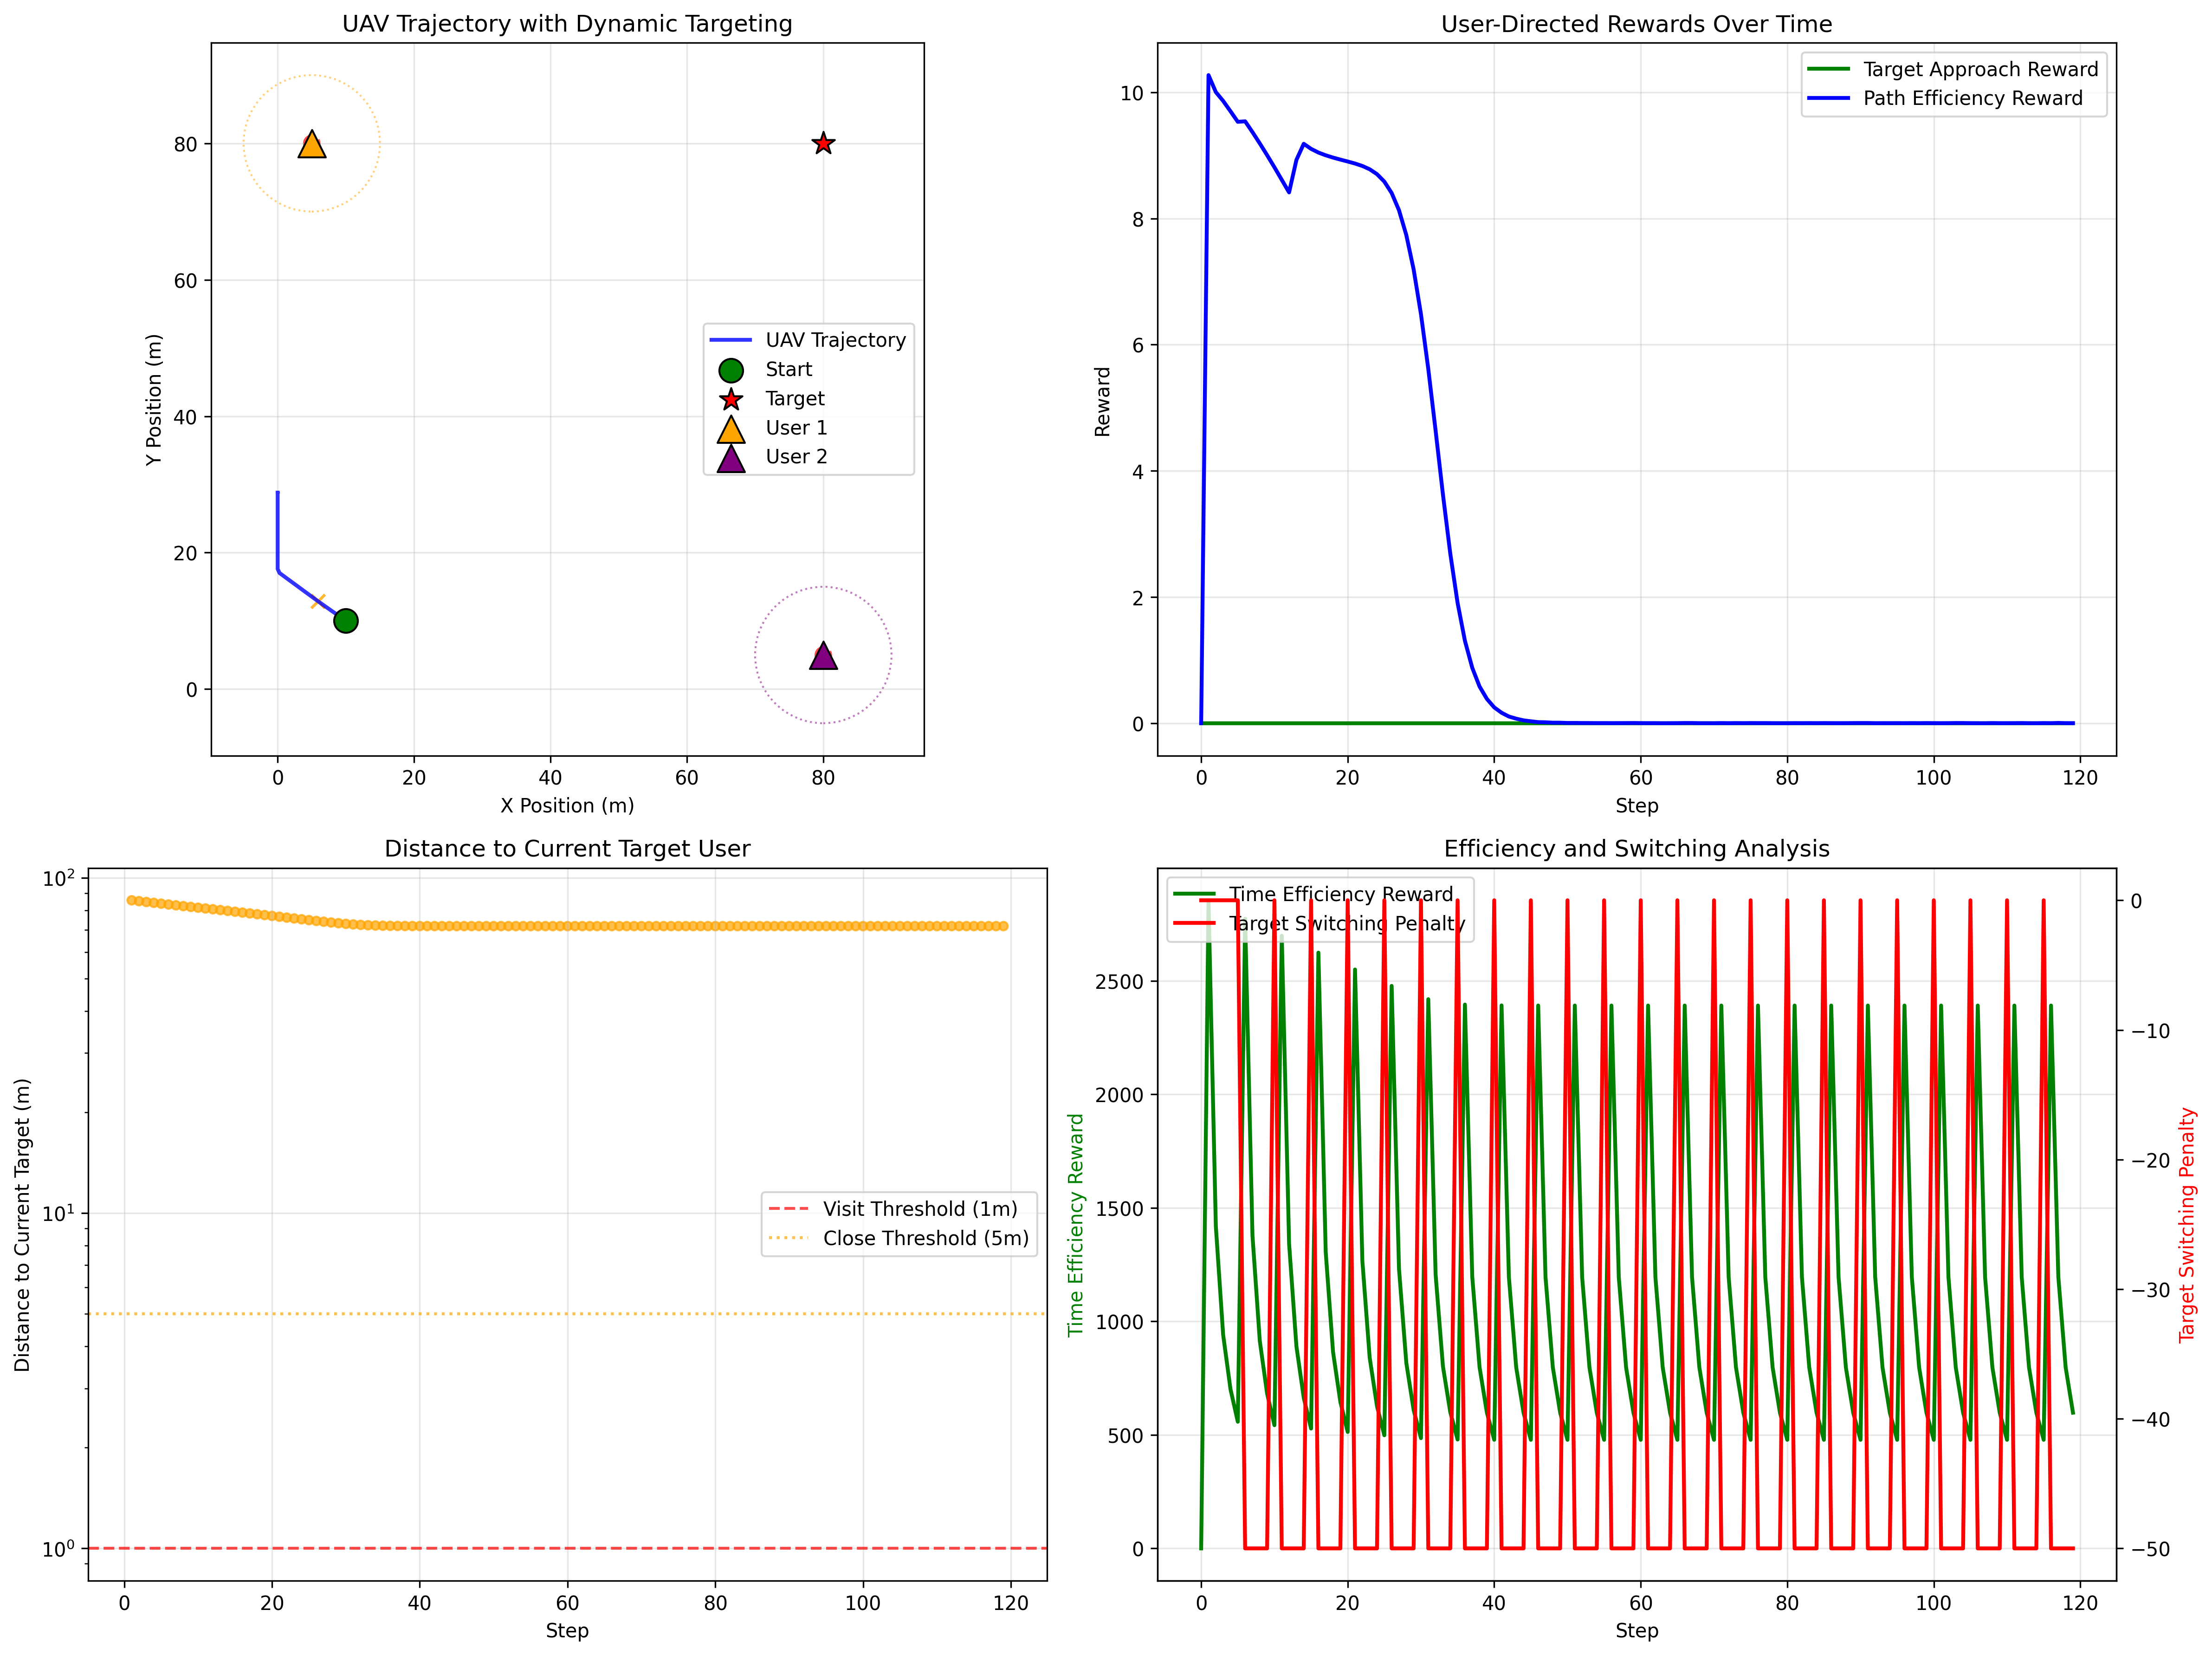 UAV Trajectory with Dynamic Targeting
Y Position (m)
80
60
40
20
0
UAV Trajectory
Start
Target
User 1
User 2
0 20 40 60 80
X Position (m)
User-Directed Rewards Over Time
Reward
10
8
6
4
2
0
Target Approach Reward
Path Efficiency Reward
0 20 40 60 80 100 120
Step
Distance to Current Target User
Distance to Current Target (m)
10²
10¹
10⁰
Visit Threshold (1m)
Close Threshold (5m)
0 20 40 60 80 100 120
Step
Efficiency and Switching Analysis
Time Efficiency Reward
2500
2000
1500
1000
500
0
Time Efficiency Reward
Target Switching Penalty
0
−10
−20
−30
−40
−50
Target Switching Penalty
0 20 40 60 80 100 120
Step